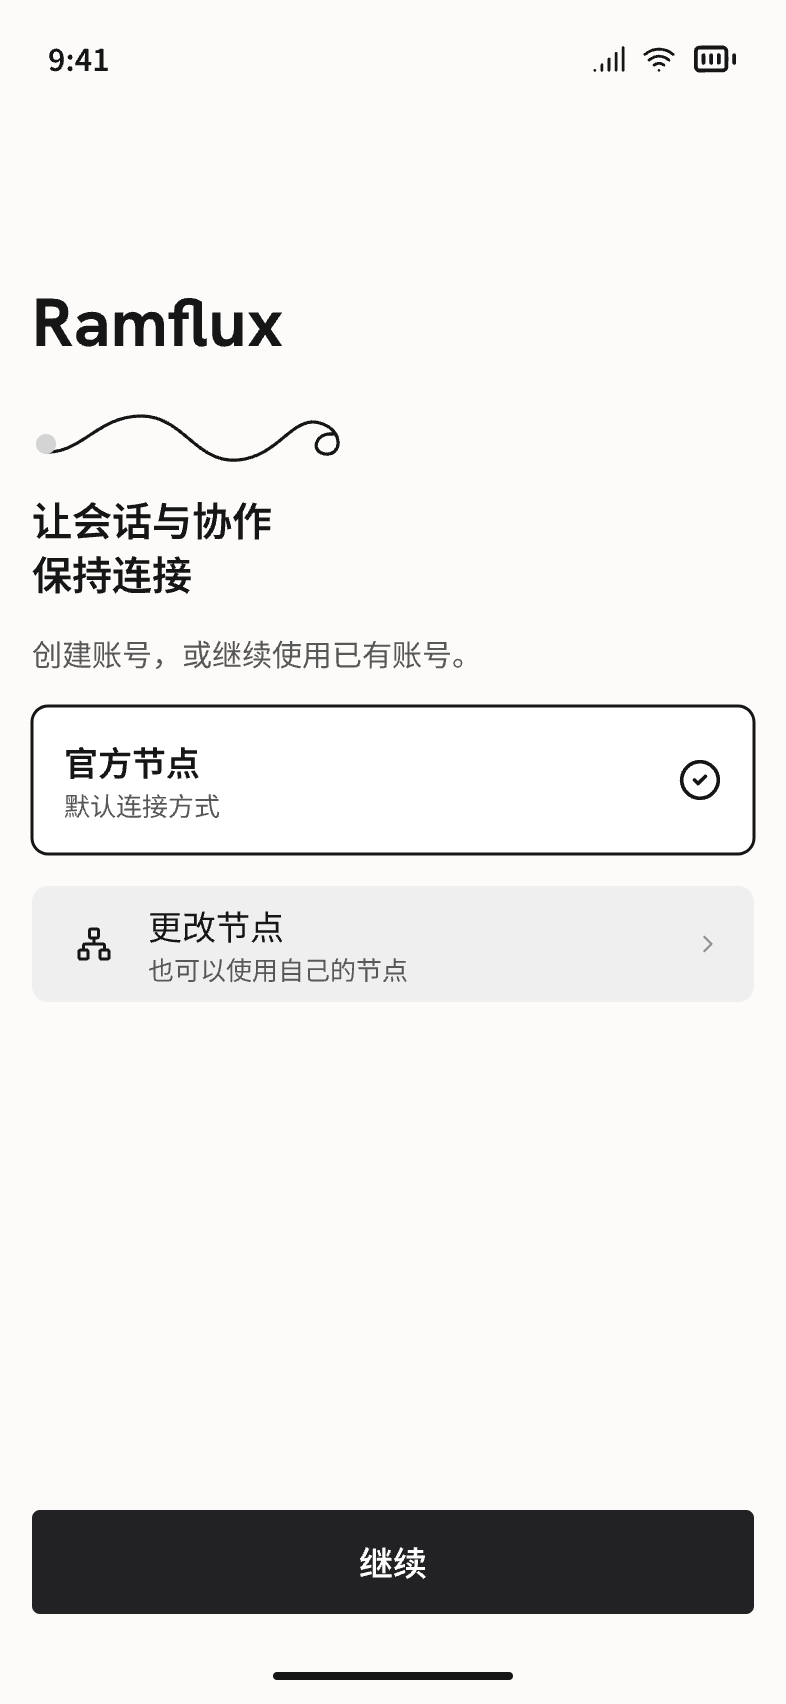 9:41
Ramflux
让会话与协作
保持连接
创建账号，或继续使用已有账号。
官方节点
默认连接方式
更改节点
也可以使用自己的节点
继续